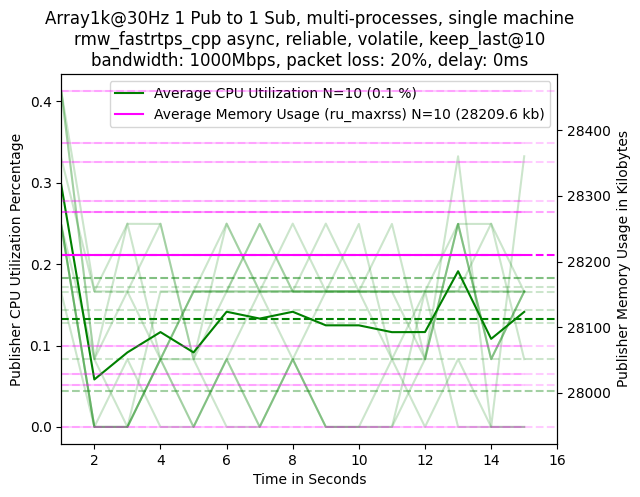 Array1k@30Hz 1 Pub to 1 Sub, multi-processes, single machine
rmw_fastrtps_cpp async, reliable, volatile, keep_last@10
bandwidth: 1000Mbps, packet loss: 20%, delay: 0ms
Average CPU Utilization N=10 (0.1 %)
Average Memory Usage (ru_maxrss) N=10 (28209.6 kb)
Publisher CPU Utilization Percentage
0.4
0.3
0.2
0.1
0.0
28400
28300
28200
28100
28000
Publisher Memory Usage in Kilobytes
2 4 6 8 10 12 14 16
Time in Seconds